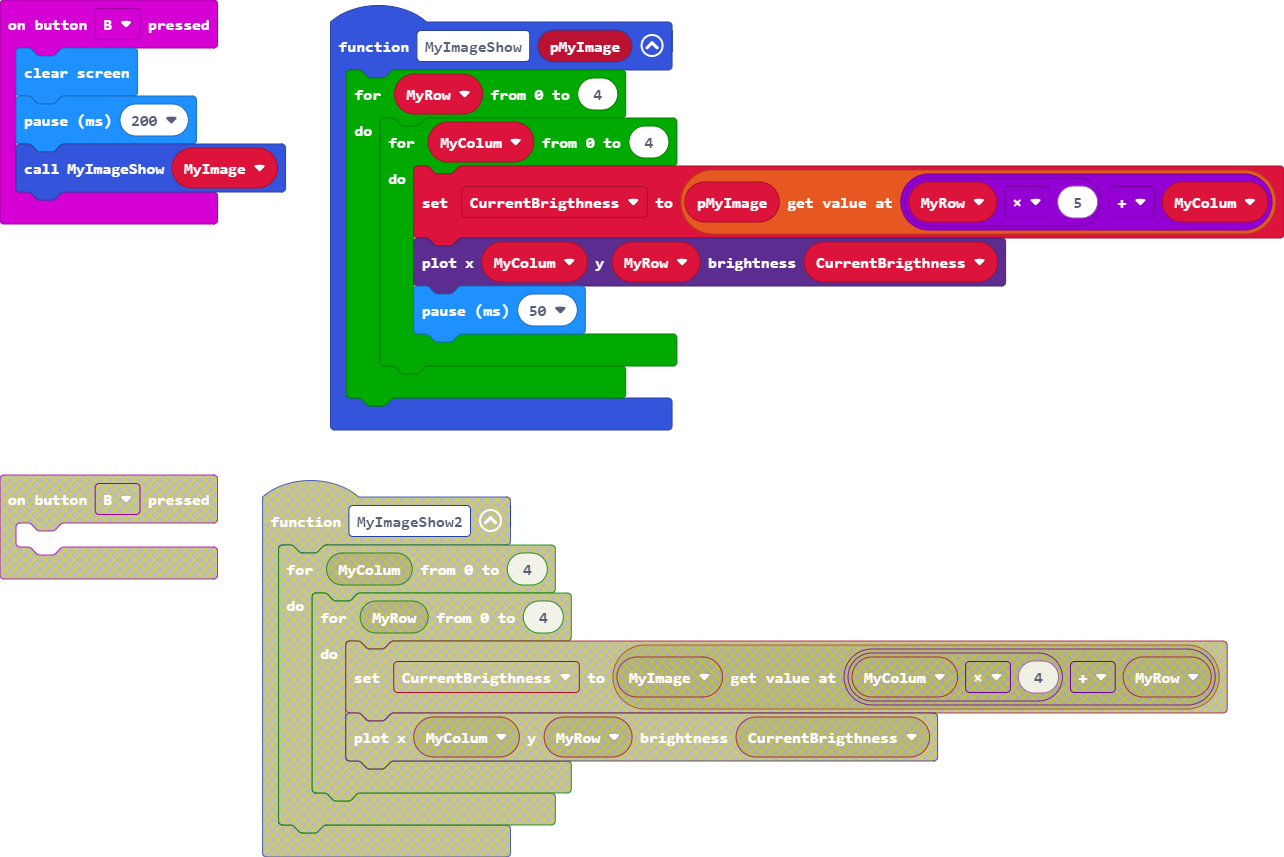 on button B pressed
clear screen
pause (ms) 200
call MyImageShow MyImage
function MyImageShow pMyImage
for MyRow from 0 to 4
do
for MyColum from 0 to 4
do
set CurrentBrigthness to pMyImage get value at MyRow × 5 + MyColum
plot x MyColum y MyRow brightness CurrentBrigthness
pause (ms) 50
on button B pressed
function MyImageShow2
for MyColum from 0 to 4
do
for MyRow from 0 to 4
do
set CurrentBrigthness to MyImage get value at MyColum × 4 + MyRow
plot x MyColum y MyRow brightness CurrentBrigthness